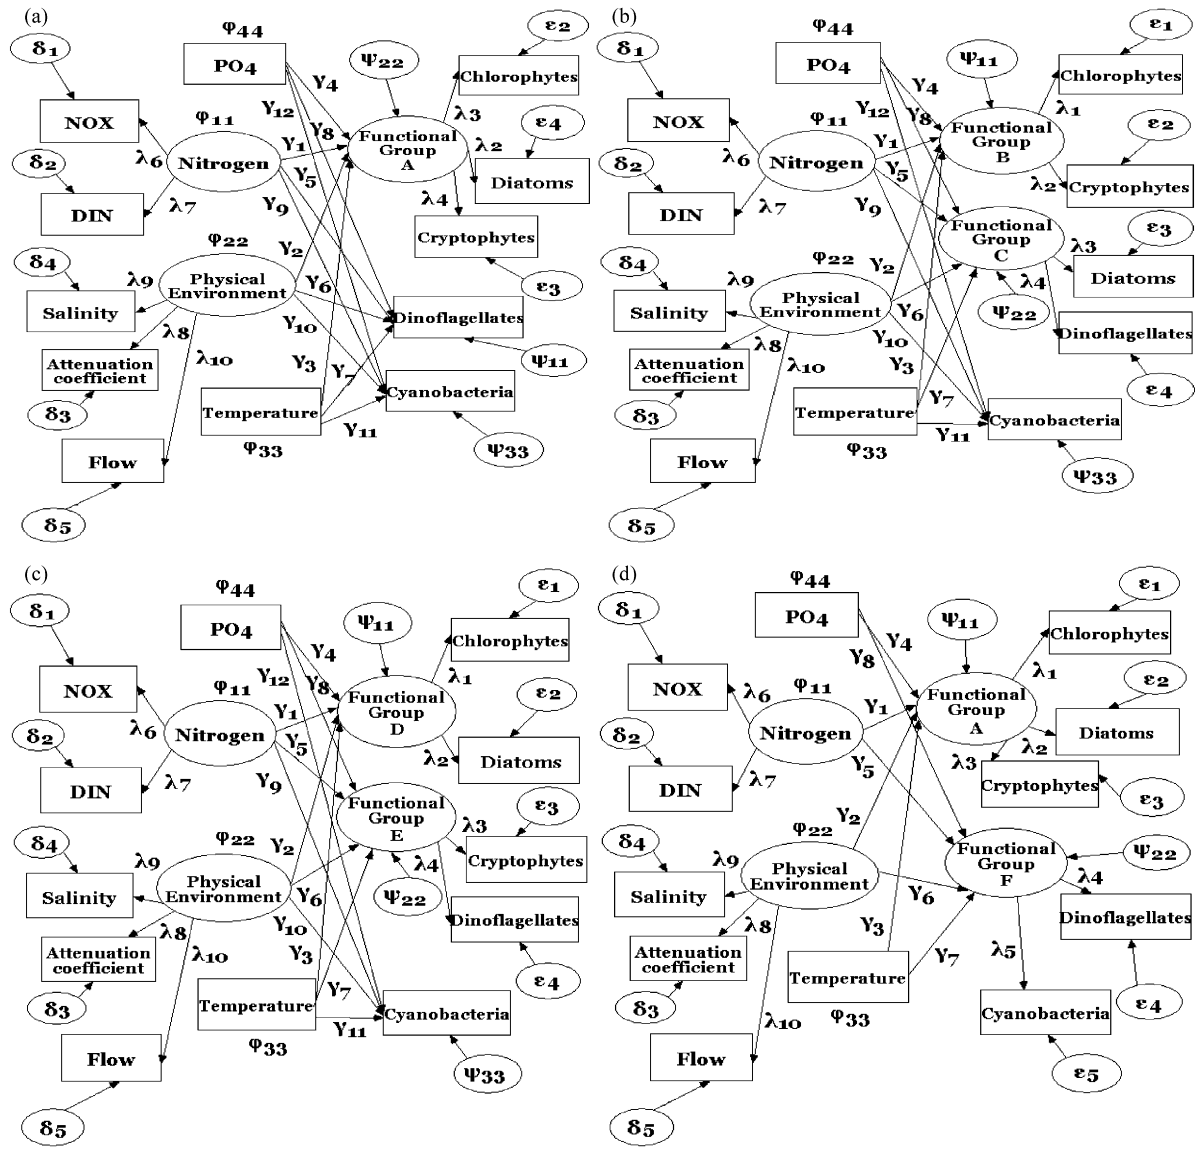 (a)
φ44
ε2
δ1
PO4
Ψ22
γ4
Chlorophytes
γ12
γ8
λ3
NOX
φ11
Functional
Group
A
ε4
γ1
λ2
δ2
λ6
Nitrogen
γ5
Diatoms
DIN
λ7
γ9
λ4
φ22
Cryptophytes
δ4
γ2
λ9
Physical
Environment
γ6
ε3
Salinity
λ8
γ10
Dinoflagellates
Attenuation
coefficient
λ10
γ3
γ7
Ψ11
Cyanobacteria
δ3
Temperature
γ11
φ33
Ψ33
Flow
δ5
(b)
φ44
ε1
δ1
PO4
Ψ11
γ4
Chlorophytes
γ12
γ8
λ1
NOX
φ11
Functional
Group
B
ε2
γ1
δ2
λ6
Nitrogen
γ5
λ2
Cryptophytes
DIN
λ7
γ9
Functional
Group
C
ε3
λ3
φ22
γ2
δ4
λ9
Physical
Environment
λ4
Diatoms
Salinity
γ6
Ψ22
λ8
γ10
Dinoflagellates
Attenuation
coefficient
λ10
γ3
γ7
ε4
δ3
Temperature
Cyanobacteria
γ11
φ33
Flow
Ψ33
δ5
(c)
φ44
ε1
δ1
PO4
Ψ11
γ4
Chlorophytes
γ12
γ8
λ1
NOX
φ11
Functional
Group
D
ε2
γ1
δ2
λ6
Nitrogen
γ5
λ2
Diatoms
DIN
λ7
γ9
Functional
Group
E
ε3
λ3
φ22
γ2
δ4
λ9
Cryptophytes
λ4
Physical
Environment
Salinity
γ6
Ψ22
λ8
γ10
Dinoflagellates
Attenuation
coefficient
λ10
γ3
γ7
ε4
δ3
Temperature
Cyanobacteria
γ11
φ33
Flow
Ψ33
δ5
(d)
φ44
ε1
δ1
PO4
Ψ11
γ4
Chlorophytes
γ8
λ1
NOX
λ6
φ11
Functional
Group
A
ε2
γ1
δ2
Nitrogen
λ2
Diatoms
γ5
λ3
λ7
DIN
Cryptophytes
ε3
γ2
φ22
δ4
λ9
Functional
Group
F
Ψ22
Physical
Environment
λ4
Salinity
γ6
Dinoflagellates
λ8
γ3
Attenuation
coefficient
γ7
λ5
Temperature
δ3
ε4
λ10
φ33
Cyanobacteria
Flow
ε5
δ5